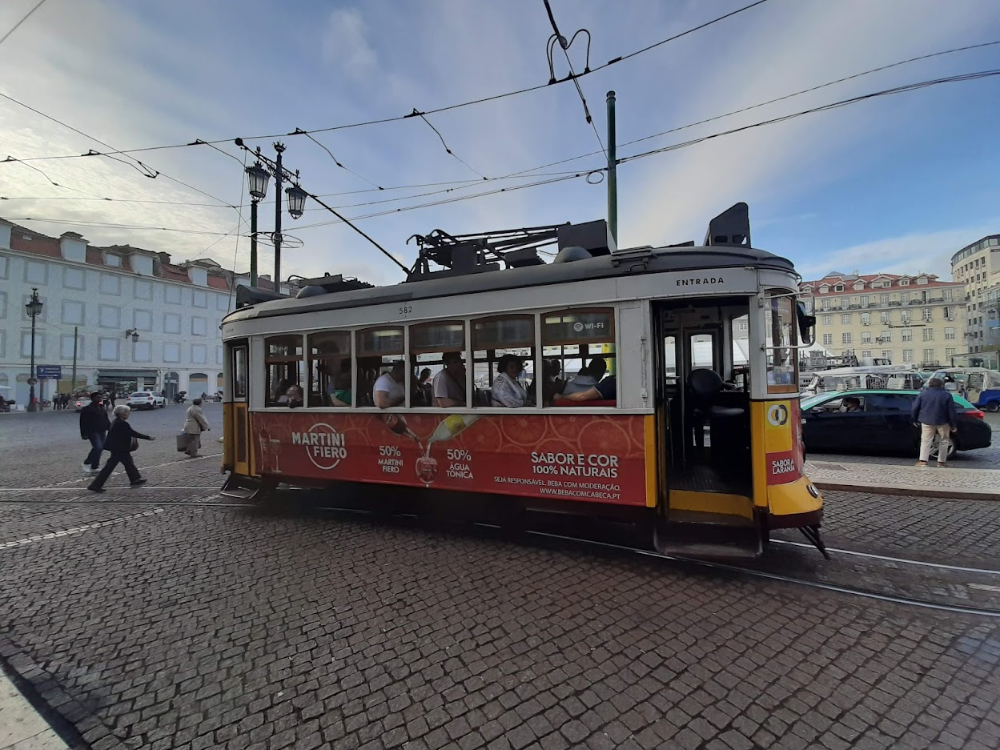 ENTRADA
582
WI-FI
MARTINI
FIERO
50%
MARTINI
FIERO
50%
ÁGUA
TÓNICA
SABOR E COR
100% NATURAIS
SEJA RESPONSÁVEL. BEBA COM MODERAÇÃO.
WWW.BEBACOMCABECA.PT
SABOR A
LARANJA